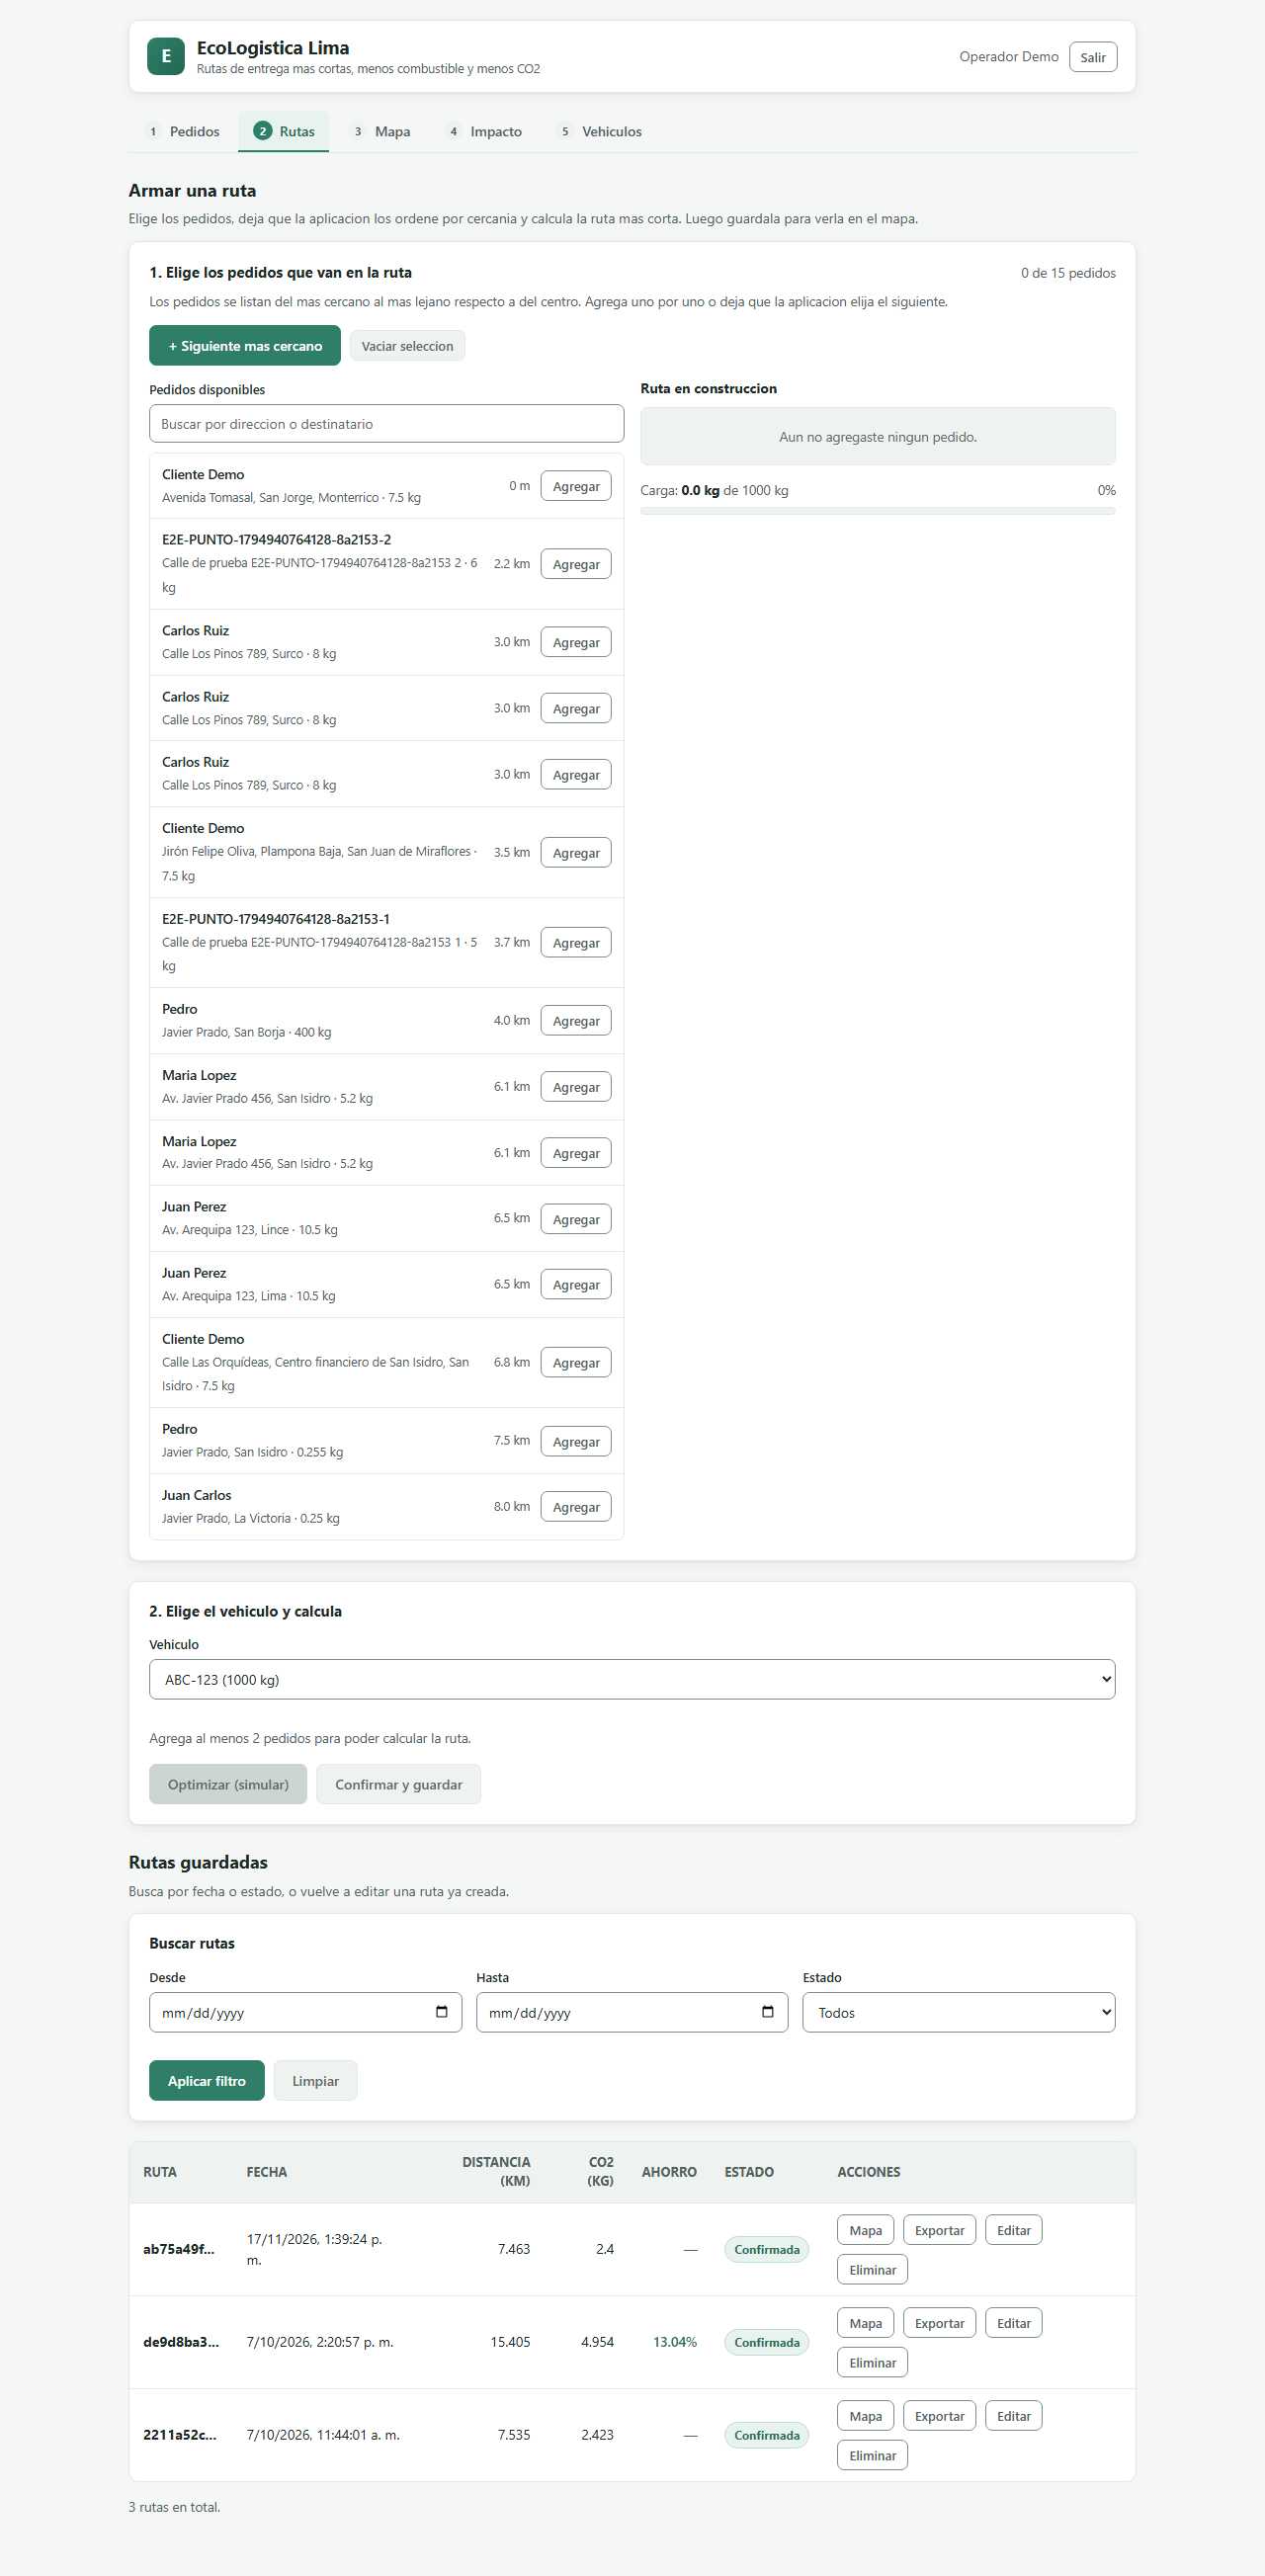 E
EcoLogistica Lima
Rutas de entrega mas cortas, menos combustible y menos CO2
Operador Demo
Salir
1 Pedidos
2 Rutas
3 Mapa
4 Impacto
5 Vehiculos
Armar una ruta
Elige los pedidos, deja que la aplicacion los ordene por cercania y calcula la ruta mas corta. Luego guardala para verla en el mapa.
1. Elige los pedidos que van en la ruta
0 de 15 pedidos
Los pedidos se listan del mas cercano al mas lejano respecto a del centro. Agrega uno por uno o deja que la aplicacion elija el siguiente.
+ Siguiente mas cercano
Vaciar seleccion
Pedidos disponibles
Buscar por direccion o destinatario
Cliente Demo
Avenida Tomasal, San Jorge, Monterrico · 7.5 kg
0 m
Agregar
E2E-PUNTO-1794940764128-8a2153-2
Calle de prueba E2E-PUNTO-1794940764128-8a2153 2 · 6
kg
2.2 km
Agregar
Carlos Ruiz
Calle Los Pinos 789, Surco · 8 kg
3.0 km
Agregar
Carlos Ruiz
Calle Los Pinos 789, Surco · 8 kg
3.0 km
Agregar
Carlos Ruiz
Calle Los Pinos 789, Surco · 8 kg
3.0 km
Agregar
Cliente Demo
Jirón Felipe Oliva, Plampona Baja, San Juan de Miraflores ·
7.5 kg
3.5 km
Agregar
E2E-PUNTO-1794940764128-8a2153-1
Calle de prueba E2E-PUNTO-1794940764128-8a2153 1 · 5
kg
3.7 km
Agregar
Pedro
Javier Prado, San Borja · 400 kg
4.0 km
Agregar
Maria Lopez
Av. Javier Prado 456, San Isidro · 5.2 kg
6.1 km
Agregar
Maria Lopez
Av. Javier Prado 456, San Isidro · 5.2 kg
6.1 km
Agregar
Juan Perez
Av. Arequipa 123, Lince · 10.5 kg
6.5 km
Agregar
Juan Perez
Av. Arequipa 123, Lima · 10.5 kg
6.5 km
Agregar
Cliente Demo
Calle Las Orquídeas, Centro financiero de San Isidro, San
Isidro · 7.5 kg
6.8 km
Agregar
Pedro
Javier Prado, San Isidro · 0.255 kg
7.5 km
Agregar
Juan Carlos
Javier Prado, La Victoria · 0.25 kg
8.0 km
Agregar
Ruta en construccion
Aun no agregaste ningun pedido.
Carga: 0.0 kg de 1000 kg
0%
2. Elige el vehiculo y calcula
Vehiculo
ABC-123 (1000 kg)
Agrega al menos 2 pedidos para poder calcular la ruta.
Optimizar (simular)
Confirmar y guardar
Rutas guardadas
Busca por fecha o estado, o vuelve a editar una ruta ya creada.
Buscar rutas
Desde
Hasta
Estado
mm/dd/yyyy
mm/dd/yyyy
Todos
Aplicar filtro
Limpiar
RUTA FECHA DISTANCIA (KM) CO2 (KG) AHORRO ESTADO ACCIONES
ab75a49f... 17/11/2026, 1:39:24 p. m. 7.463 2.4 — Confirmada Mapa Exportar Editar
Eliminar
de9d8ba3... 7/10/2026, 2:20:57 p. m. 15.405 4.954 13.04% Confirmada Mapa Exportar Editar
Eliminar
2211a52c... 7/10/2026, 11:44:01 a. m. 7.535 2.423 — Confirmada Mapa Exportar Editar
Eliminar
3 rutas en total.